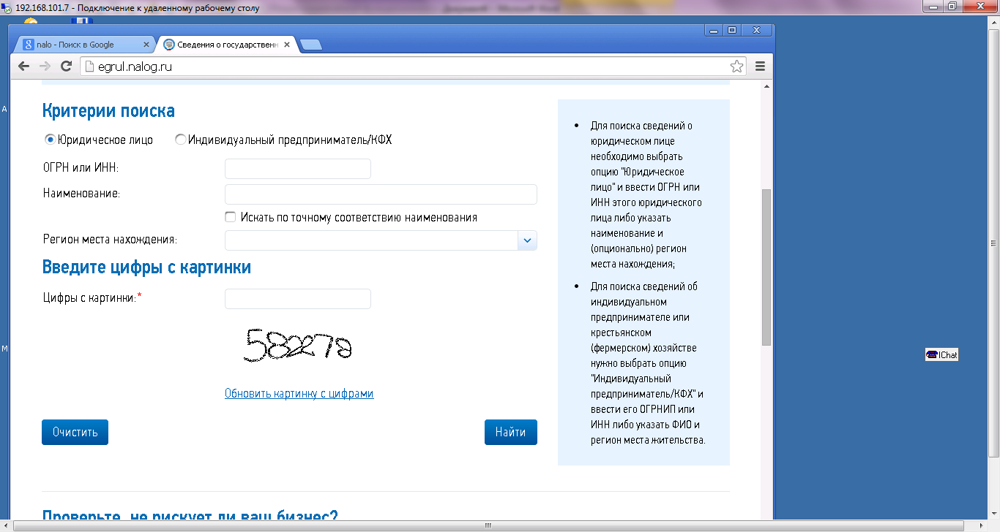 192.168.101.7 - Подключение к удаленному рабочему столу
nalo - Поиск в Google
Сведения о государственн
egrul.nalog.ru
Критерии поиска
Юридическое лицо
Индивидуальный предприниматель/КФХ
ОГРН или ИНН:
Наименование:
Искать по точному соответствию наименования
Регион места нахождения:
Введите цифры с картинки
Цифры с картинки:*
582278
Обновить картинку с цифрами
Очистить
Найти
• Для поиска сведений о
юридическом лице
необходимо выбрать
опцию "Юридическое
лицо" и ввести ОГРН или
ИНН этого юридического
лица либо указать
наименование и
(опционально) регион
места нахождения;
• Для поиска сведений об
индивидуальном
предпринимателе или
крестьянском
(фермерском) хозяйстве
нужно выбрать опцию
"Индивидуальный
предприниматель/КФХ" и
ввести его ОГРНИП или
ИНН либо указать ФИО и
регион места жительства.
Проверьте, не рискует ли ваш бизнес?
А
М
IChat